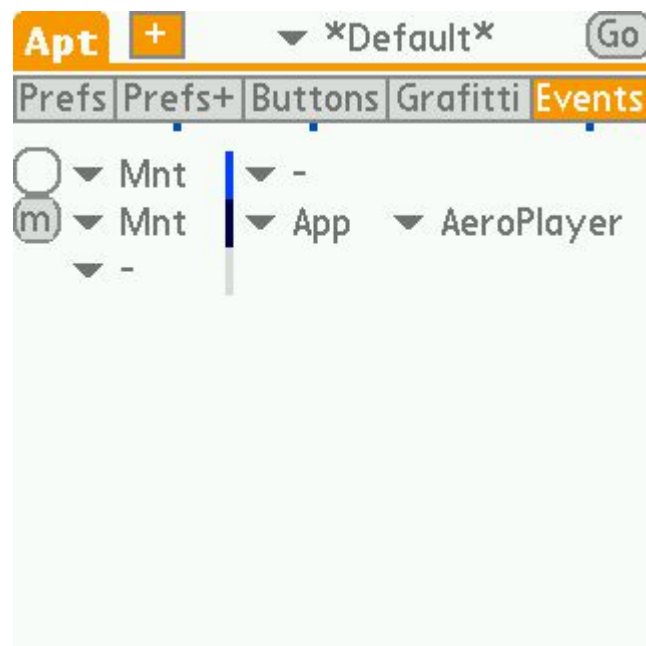 Apt + *Default* Go
Prefs Prefs+ Buttons Grafitti Events
Mnt -
m Mnt App AeroPlayer
-